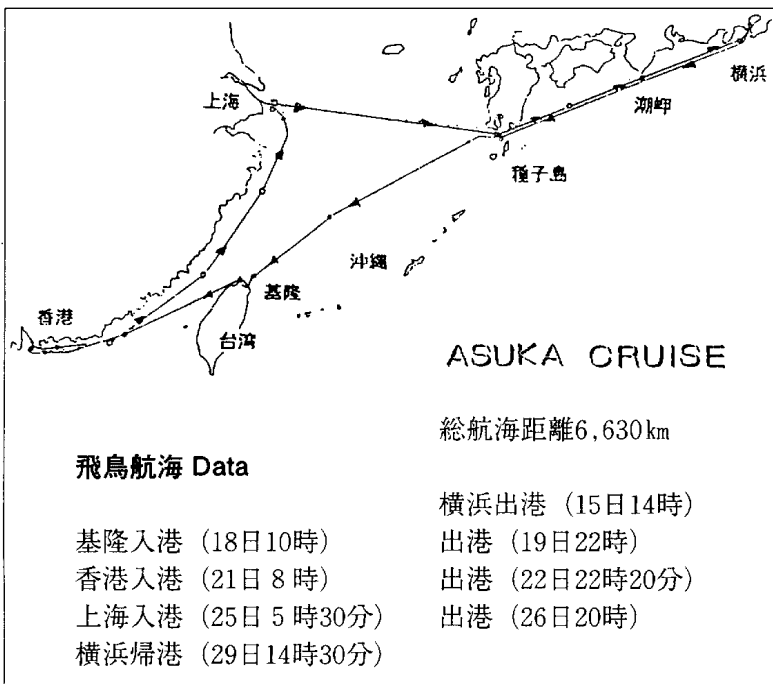 上海
横浜
潮岬
種子島
沖縄
基隆
香港
台湾
ASUKA CRUISE
総航海距離6,630km
飛鳥航海 Data
横浜出港（15日14時）
基隆入港（18日10時） 出港（19日22時）
香港入港（21日8時） 出港（22日22時20分）
上海入港（25日5時30分） 出港（26日20時）
横浜帰港（29日14時30分）